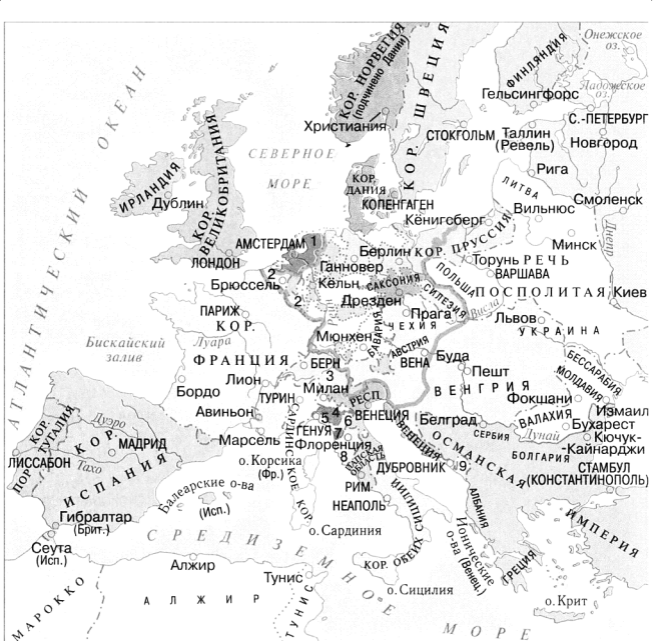 Онежское
оз.
ФИНЛЯНДИЯ
КОР. НОРВЕГИЯ
(подчинено Дании)
КОР. ШВЕЦИЯ
Гельсингфорс
Ладожское
оз.
С.-ПЕТЕРБУРГ
Христиания
СТОКГОЛЬМ
Таллин
(Ревель)
Новгород
АТЛАНТИЧЕСКИЙ ОКЕАН
СЕВЕРНОЕ
МОРЕ
ИРЛАНДИЯ
Дублин
КОР.
ВЕЛИКОБРИТАНИЯ
КОР.
ДАНИЯ
КОПЕНГАГЕН
Рига
ЛИТВА
Вильнюс
Смоленск
Кёнигсберг
Днепр
АМСТЕРДАМ
1
ЛОНДОН
Берлин
КОР. ПРУССИЯ
Минск
Ганновер
Торунь
РЕЧЬ
ВАРШАВА
2
Брюссель
Кёльн
САКСОНИЯ
ПОЛЬША
СИЛЕЗИЯ
ПОСПОЛИТАЯ
Киев
2
Дрезден
Висла
ПАРИЖ
КОР.
Прага
Львов
УКРАИНА
Бискайский
залив
Луара
Мюнхен
БАВАРИЯ
ЧЕХИЯ
АВСТРИЯ
ФРАНЦИЯ
БЕРН
3
ВЕНА
Буда
Пешт
БЕССАРАБИЯ
МОЛДАВИЯ
Лион
Милан
ВЕНГРИЯ
Бордо
ТУРИН
РЕСП.
Фокшани
Авиньон
4
5
ВЕНЕЦИЯ
ВЕНЕЦИЯ
Измаил
КОР.
ПОРТУГАЛИЯ
Дуэро
КОР.
ГЕНУЯ
7
6
Белград
ВАЛАХИЯ
Бухарест
МАДРИД
Марсель
Флоренция
8
ОСМАНСКАЯ
СЕРБИЯ
Дунай
Кючук-
-Кайнарджи
ЛИССАБОН
Тахо
ИСПАНИЯ
о.Корсика
(Фр.)
САРДИНСКОЕ КОР.
ПАПСКАЯ
ОБЛАСТЬ
ДУБРОВНИК
9
БОЛГАРИЯ
СТАМБУЛ
(КОНСТАНТИНОПОЛЬ)
РИМ
Балеарские о-ва
(Исп.)
НЕАПОЛЬ
АЛБАНИЯ
Гибралтар
(Брит.)
СРЕДИЗЕМНОЕ
о. Сардиния
КОР. ОБЕИХ СИЦИЛИЙ
Ионические
о-ва (Венец.)
ИМПЕРИЯ
Сеута
(Исп.)
Алжир
Тунис
ГРЕЦИЯ
о. Сицилия
о. Крит
МАРОККО
АЛЖИР
ТУНИС
МОРЕ